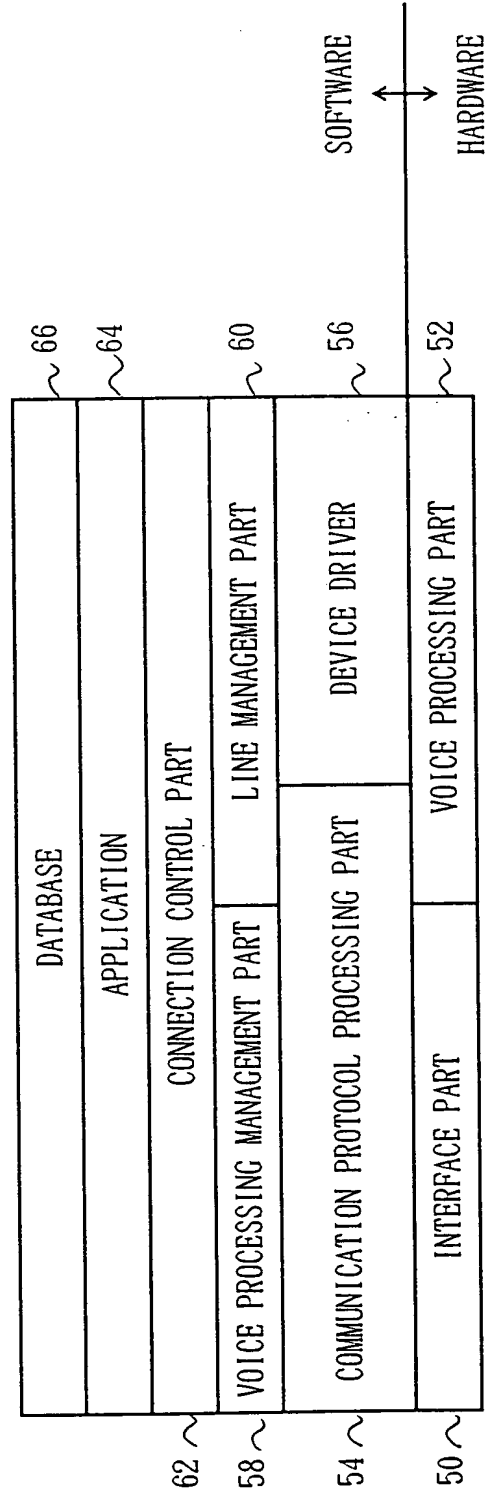 DATABASE 66
APPLICATION 64
62 CONNECTION CONTROL PART
58 VOICE PROCESSING MANAGEMENT PART
LINE MANAGEMENT PART 60
54 COMMUNICATION PROTOCOL PROCESSING PART
DEVICE DRIVER 56
SOFTWARE
HARDWARE
50 INTERFACE PART
VOICE PROCESSING PART 52